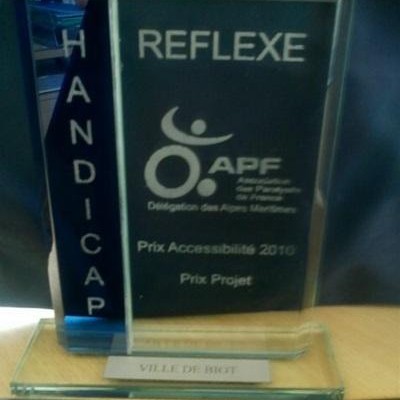 HANDICAP
REFLEXE
APF
Association
des Paralysés
de France
Délégation des Alpes Maritimes
Prix Accessibilité 2010
Prix Projet
VILLE DE BIOT